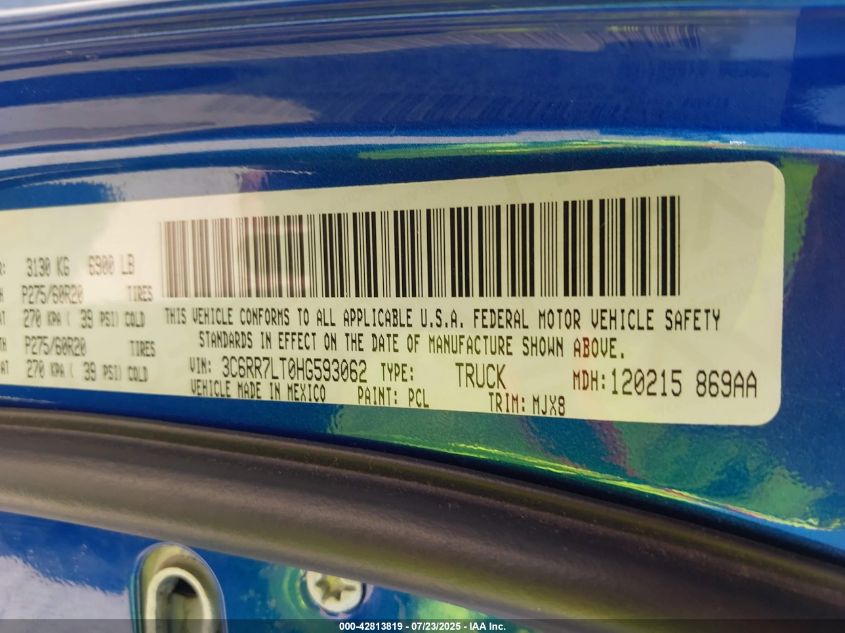 3130 KG 6900 LB
P275/60R20 TIRES
270 KPA ( 39 PSI) COLD
P275/60R20 TIRES
270 KPA ( 39 PSI) COLD
THIS VEHICLE CONFORMS TO ALL APPLICABLE U.S.A. FEDERAL MOTOR VEHICLE SAFETY
STANDARDS IN EFFECT ON THE DATE OF MANUFACTURE SHOWN ABOVE.
VIN: 3C6RR7LT0HG593062 TYPE: TRUCK MDH: 120215 869AA
VEHICLE MADE IN MEXICO PAINT: PCL TRIM: MJX8
000-42813819 - 07/23/2025 - IAA Inc.